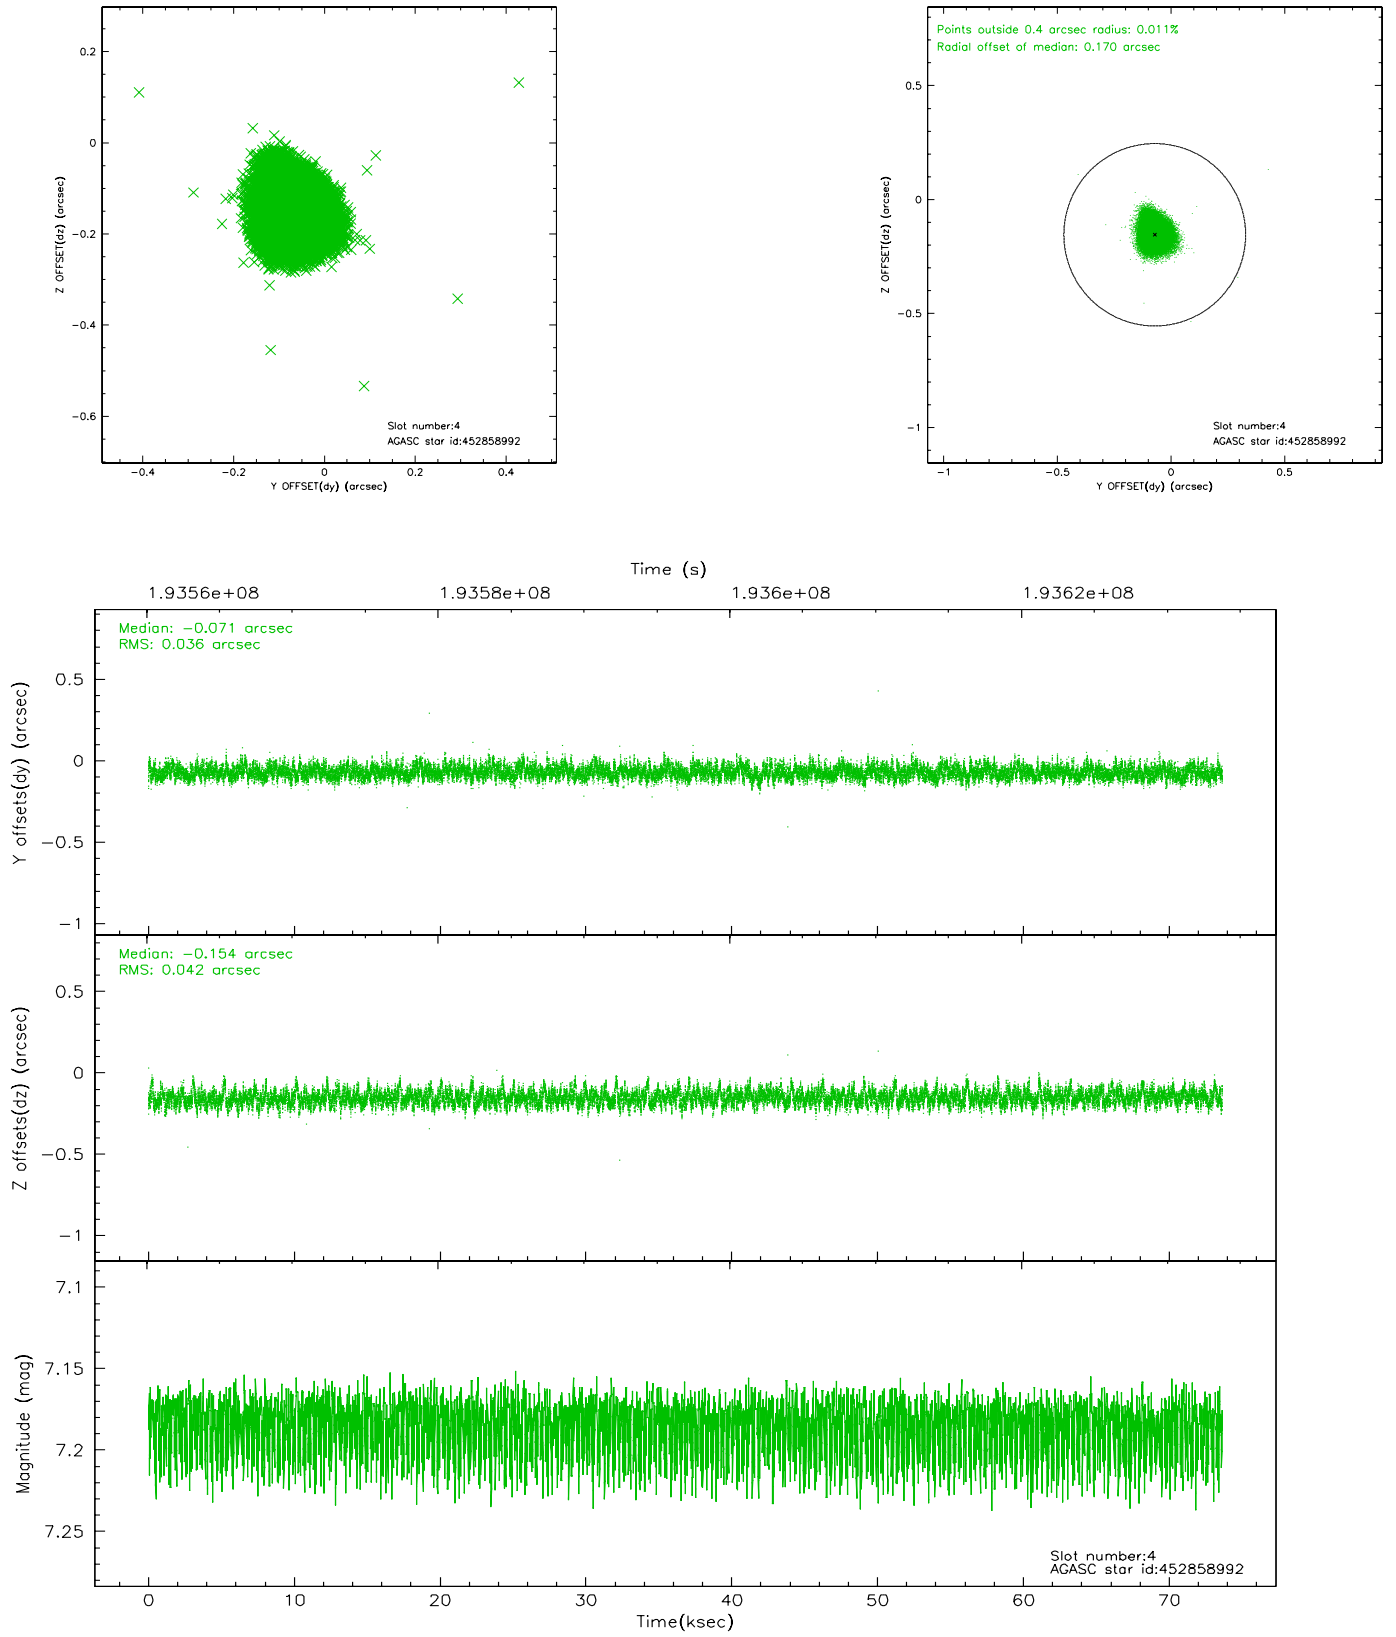 0.2
0
−0.2
−0.4
−0.6
Z OFFSET(dz) (arcsec)
Slot number:4
AGASC star id:452858992
−0.4 −0.2 0 0.2 0.4
Y OFFSET(dy) (arcsec)
Points outside 0.4 arcsec radius: 0.011%
Radial offset of median: 0.170 arcsec
0.5
0
−0.5
−1
Z OFFSET(dz) (arcsec)
Slot number:4
AGASC star id:452858992
−1 −0.5 0 0.5
Y OFFSET(dy) (arcsec)
Time (s)
1.9356e+08 1.9358e+08 1.936e+08 1.9362e+08
Median: −0.071 arcsec
RMS: 0.036 arcsec
0.5
0
−0.5
−1
Y offsets(dy) (arcsec)
Median: −0.154 arcsec
RMS: 0.042 arcsec
0.5
0
−0.5
−1
Z offsets(dz) (arcsec)
7.1
7.15
7.2
7.25
Magnitude (mag)
Slot number:4
AGASC star id:452858992
0 10 20 30 40 50 60 70
Time(ksec)